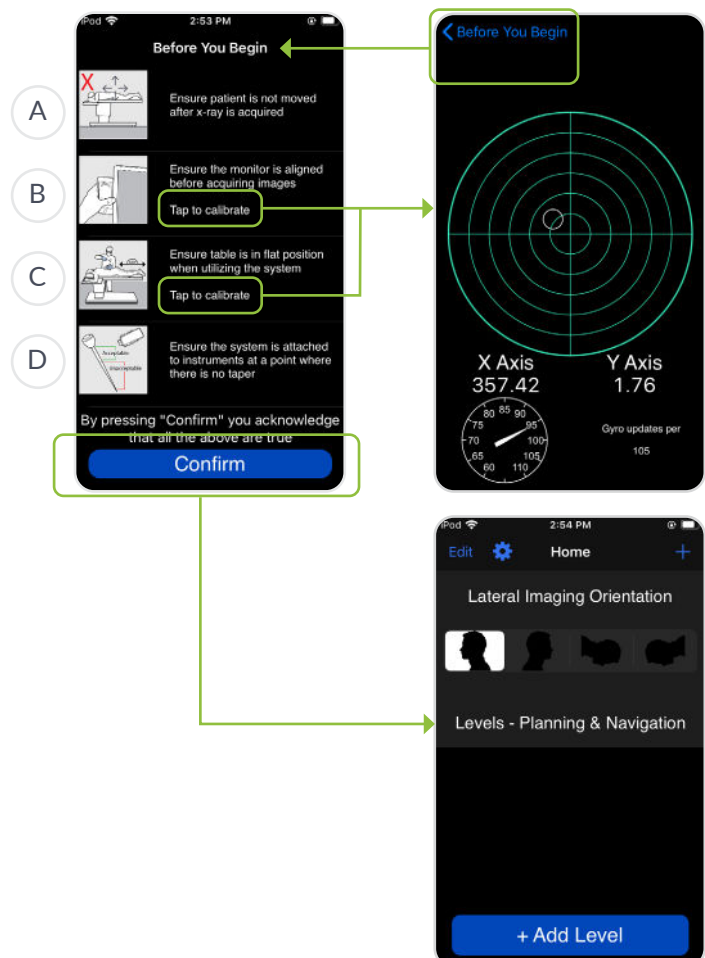 iPod
2:53 PM
Before You Begin
A
Ensure patient is not moved
after x-ray is acquired
B
Ensure the monitor is aligned
before acquiring images
Tap to calibrate
C
Ensure table is in flat position
when utilizing the system
Tap to calibrate
D
Acceptable
Unacceptable
Ensure the system is attached
to instruments at a point where
there is no taper
By pressing "Confirm" you acknowledge
that all the above are true
Confirm
Before You Begin
X Axis
357.42
Y Axis
1.76
60 65 70 75 80 85 90 95 100 105 110
Gyro updates per
105
iPod
2:54 PM
Edit
Home
+
Lateral Imaging Orientation
Levels - Planning & Navigation
+ Add Level